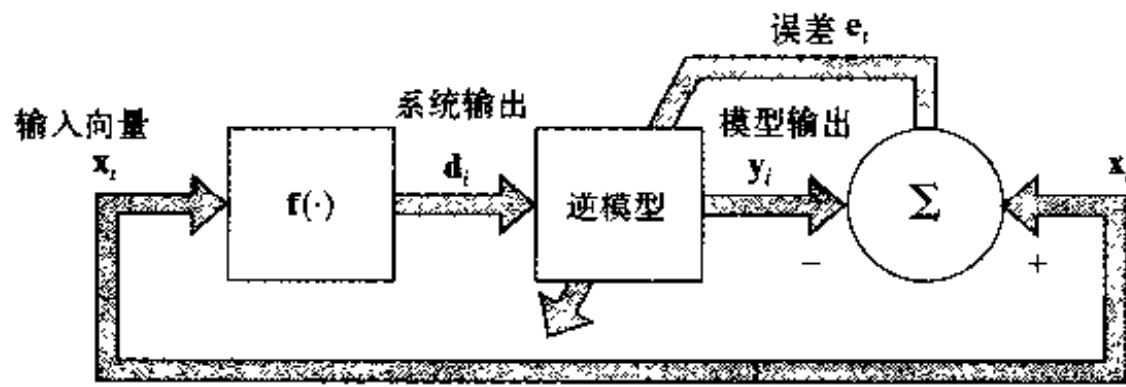 误差 e_i
系统输出
模型输出
输入向量
x_i
d_i
y_i
x_i
f(·)
逆模型
Σ
−
+